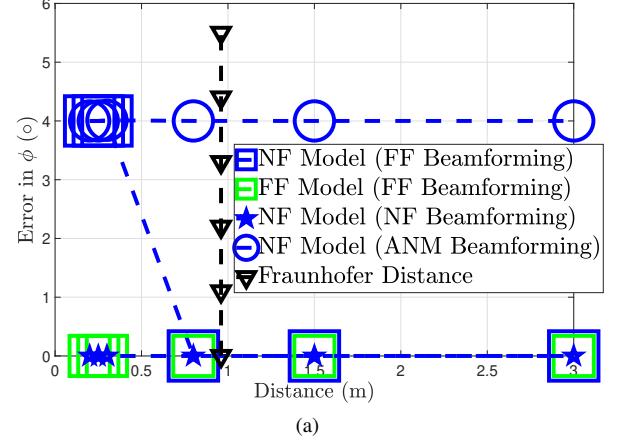 6
5
4
3
2
1
0
Error in ϕ (○)
NF Model (FF Beamforming)
FF Model (FF Beamforming)
NF Model (NF Beamforming)
NF Model (ANM Beamforming)
Fraunhofer Distance
0 0.5 1 1.5 2 2.5 3
Distance (m)
(a)